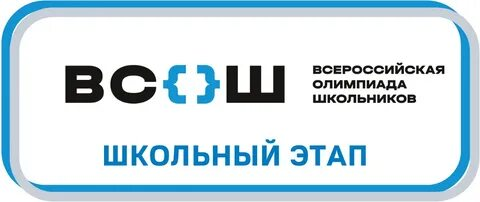 ВС{}Ш
ВСЕРОССИЙСКАЯ
ОЛИМПИАДА
ШКОЛЬНИКОВ
ШКОЛЬНЫЙ ЭТАП